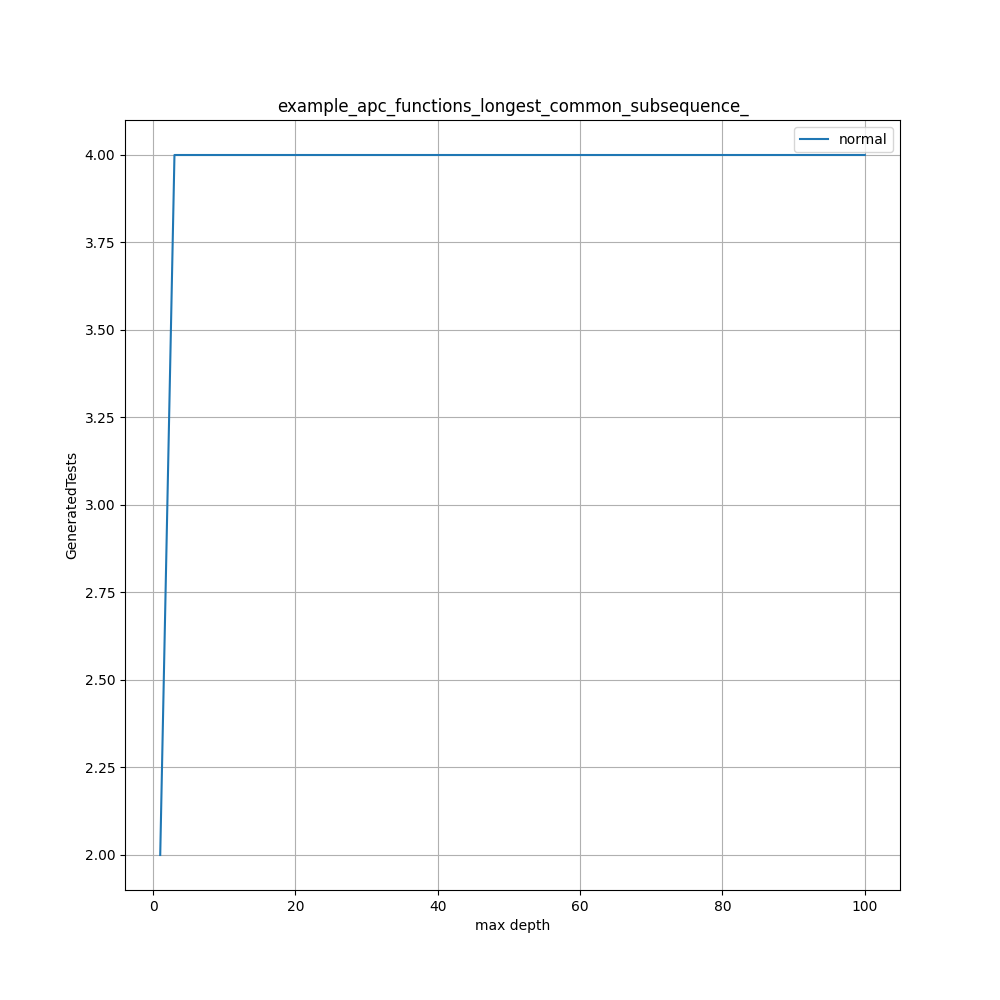 example_apc_functions_longest_common_subsequence_
normal
4.00
3.75
3.50
3.25
3.00
2.75
2.50
2.25
2.00
GeneratedTests
0 20 40 60 80 100
max depth